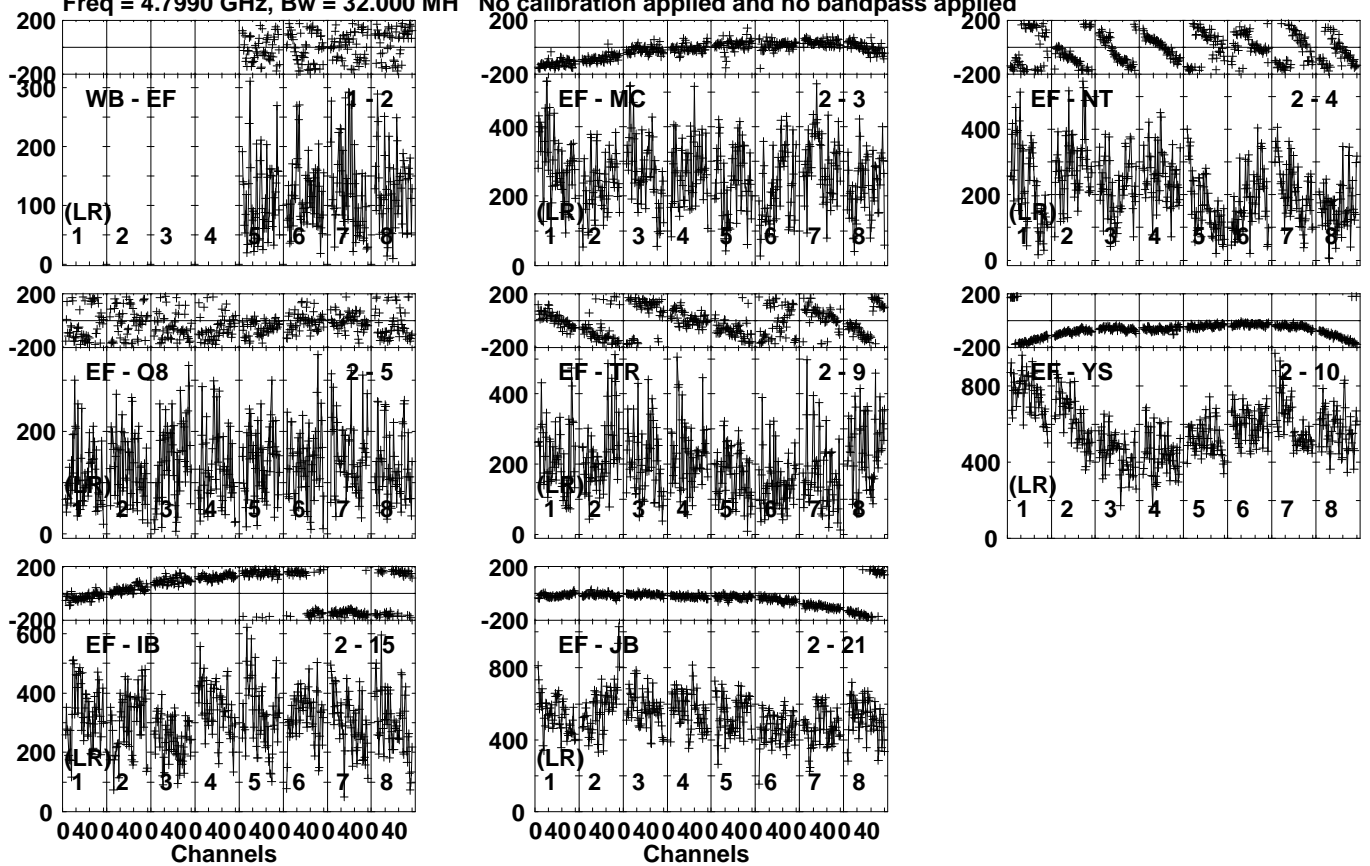 Freq = 4.7990 GHz, Bw = 32.000 MH No calibration applied and no bandpass applied
200
-200
300
200
100
0
WB - EF 1 - 2
(LR)
1 2 3 4 5 6 7 8
200
-200
400
200
0
EF - MC 2 - 3
(LR)
1 2 3 4 5 6 7 8
200
-200
400
200
0
EF - NT 2 - 4
(LR)
1 2 3 4 5 6 7 8
200
-200
200
0
EF - O8 2 - 5
(LR)
1 2 3 4 5 6 7 8
200
-200
400
200
0
EF - TR 2 - 9
(LR)
1 2 3 4 5 6 7 8
200
-200
800
400
0
EF - YS 2 - 10
(LR)
1 2 3 4 5 6 7 8
200
-200
600
400
200
0
EF - IB 2 - 15
(LR)
1 2 3 4 5 6 7 8
0 40 0 40 0 40 0 40 0 40 0 40 0 40 0 40
Channels
200
-200
800
400
0
EF - JB 2 - 21
(LR)
1 2 3 4 5 6 7 8
0 40 0 40 0 40 0 40 0 40 0 40 0 40 0 40
Channels